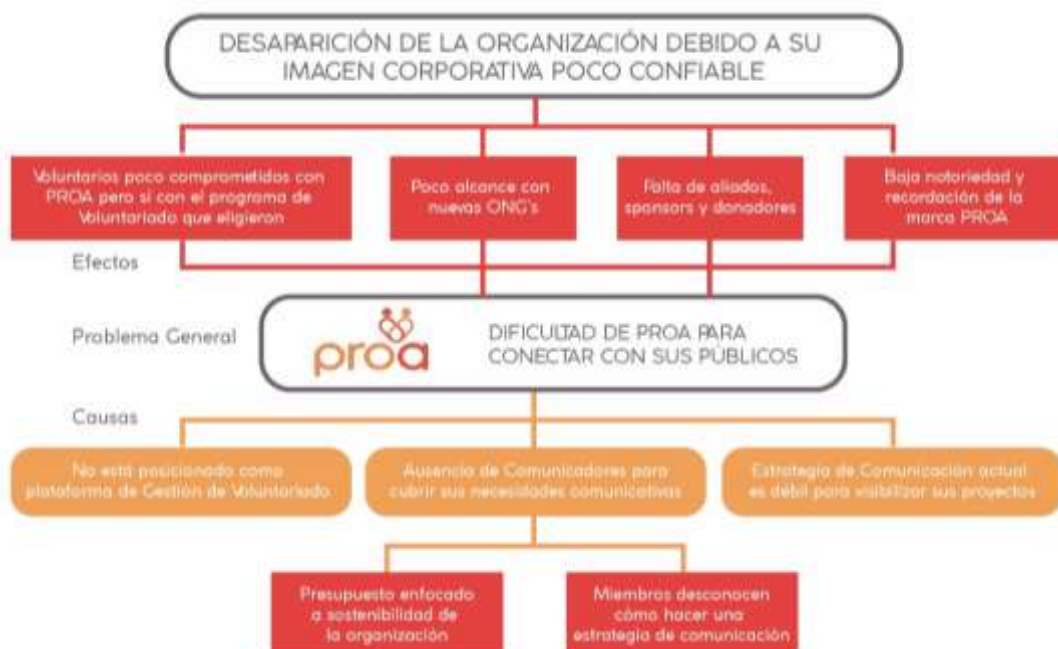 DESAPARICIÓN DE LA ORGANIZACIÓN DEBIDO A SU
IMAGEN CORPORATIVA POCO CONFIABLE
Voluntarios poco comprometidos con
PROA pero sí con el programa de
Voluntariado que eligieron
Poco alcance con
nuevas ONG's
Falta de aliados,
sponsors y donadores
Baja notoriedad y
recordación de la
marca PROA
Efectos
Problema General
proa
DIFICULTAD DE PROA PARA
CONECTAR CON SUS PÚBLICOS
Causas
No está posicionado como
plataforma de Gestión de Voluntariado
Ausencia de Comunicadores para
cubrir sus necesidades comunicativas
Estrategia de Comunicación actual
es débil para visibilizar sus proyectos
Presupuesto enfocado
a sostenibilidad de
la organización
Miembros desconocen
cómo hacer una
estrategia de comunicación